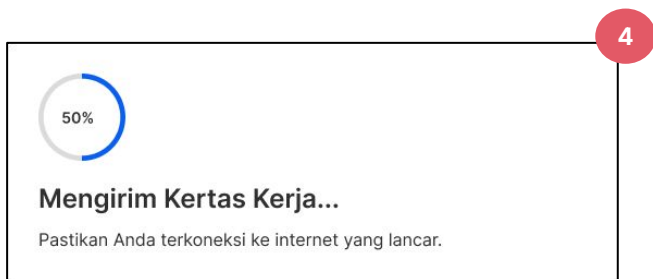 4
50%
Mengirim Kertas Kerja...
Pastikan Anda terkoneksi ke internet yang lancar.